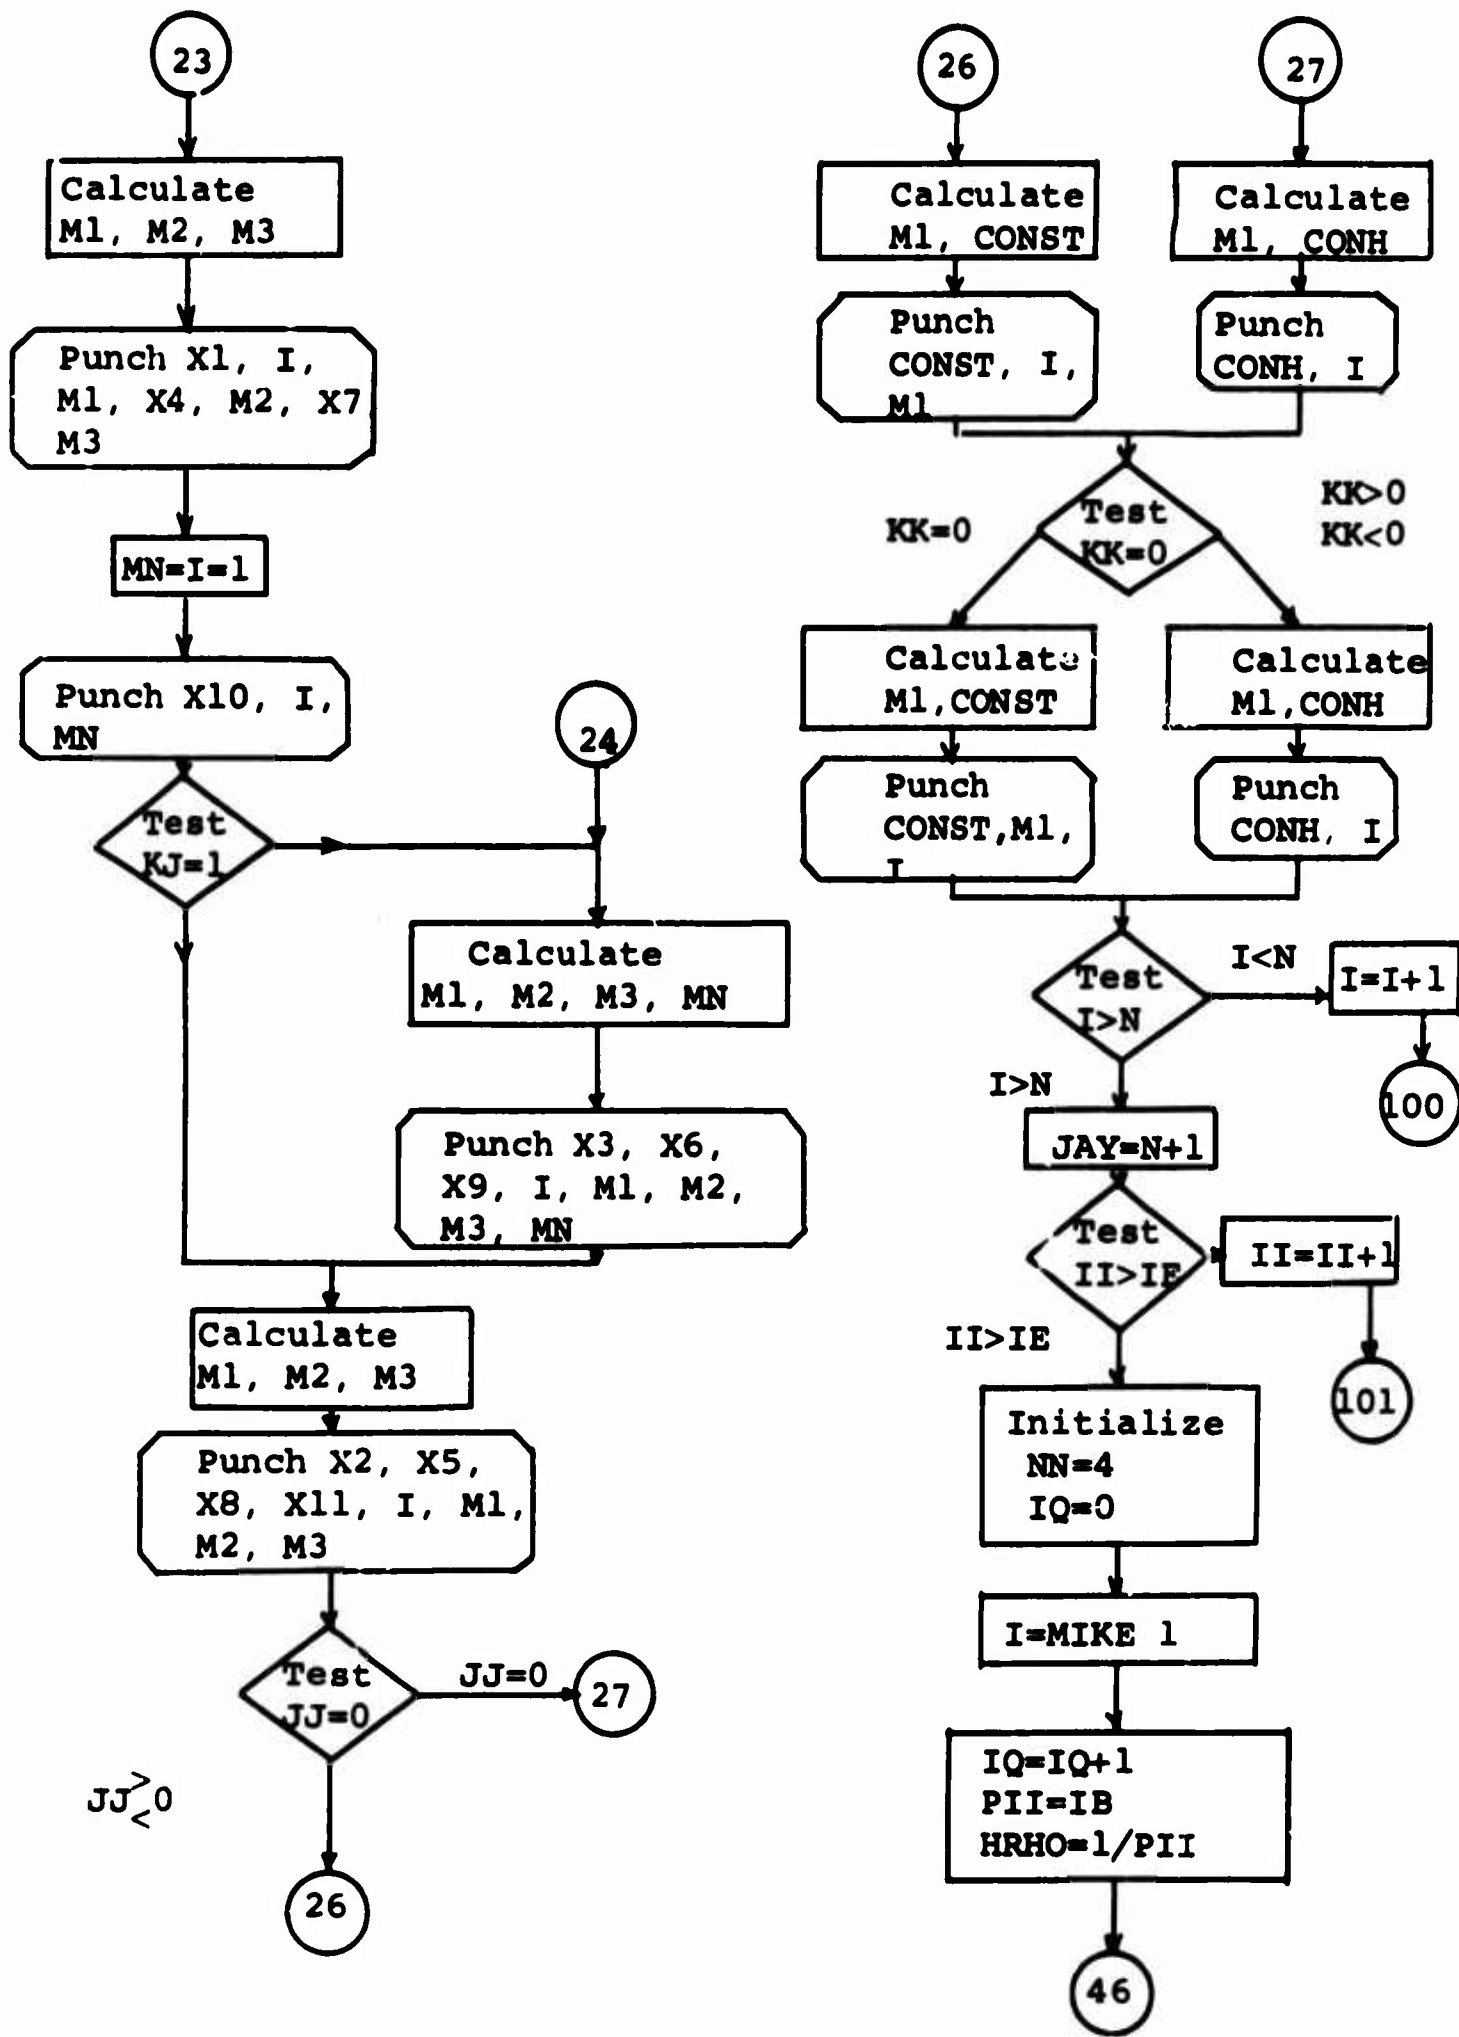 23
Calculate
M1, M2, M3
Punch X1, I,
M1, X4, M2, X7
M3
MN=I=1
Punch X10, I,
MN
Test
KJ=1
24
Calculate
M1, M2, M3, MN
Punch X3, X6,
X9, I, M1, M2,
M3, MN
Calculate
M1, M2, M3
Punch X2, X5,
X8, X11, I, M1,
M2, M3
Test
JJ=0
JJ=0
27
JJ><0
26
26
Calculate
M1, CONST
Punch
CONST, I,
M1
27
Calculate
M1, CONH
Punch
CONH, I
Test
KK=0
KK=0
KK>0
KK<0
Calculate
M1,CONST
Punch
CONST,M1,
I
Calculate
M1,CONH
Punch
CONH, I
Test
I>N
I<N
I=I+1
100
I>N
JAY=N+1
Test
II>IE
II=II+1
101
II>IE
Initialize
NN=4
IQ=0
I=MIKE 1
IQ=IQ+1
PII=IB
HRHO=1/PII
46